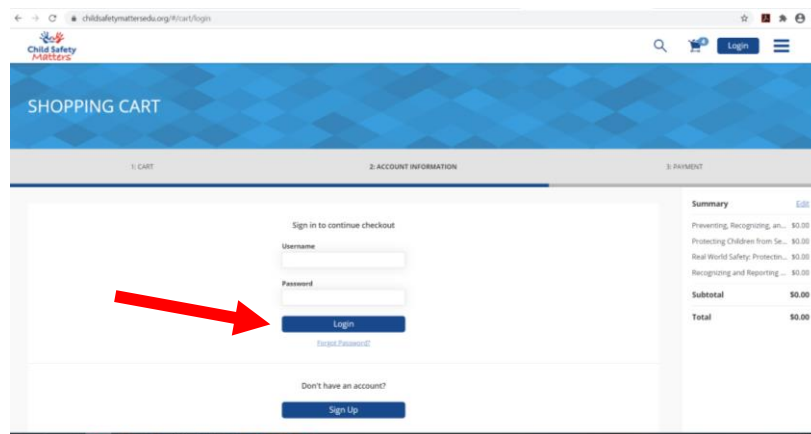 childsafetymattersedu.org/#/cart/login
Child Safety
Matters
4
Login
SHOPPING CART
1: CART
2: ACCOUNT INFORMATION
3: PAYMENT
Sign in to continue checkout
Username
Password
Login
Forgot Password?
Don't have an account?
Sign Up
Summary Edit
Preventing, Recognizing, an... $0.00
Protecting Children from Se... $0.00
Real World Safety: Protectin... $0.00
Recognizing and Reporting ... $0.00
Subtotal $0.00
Total $0.00